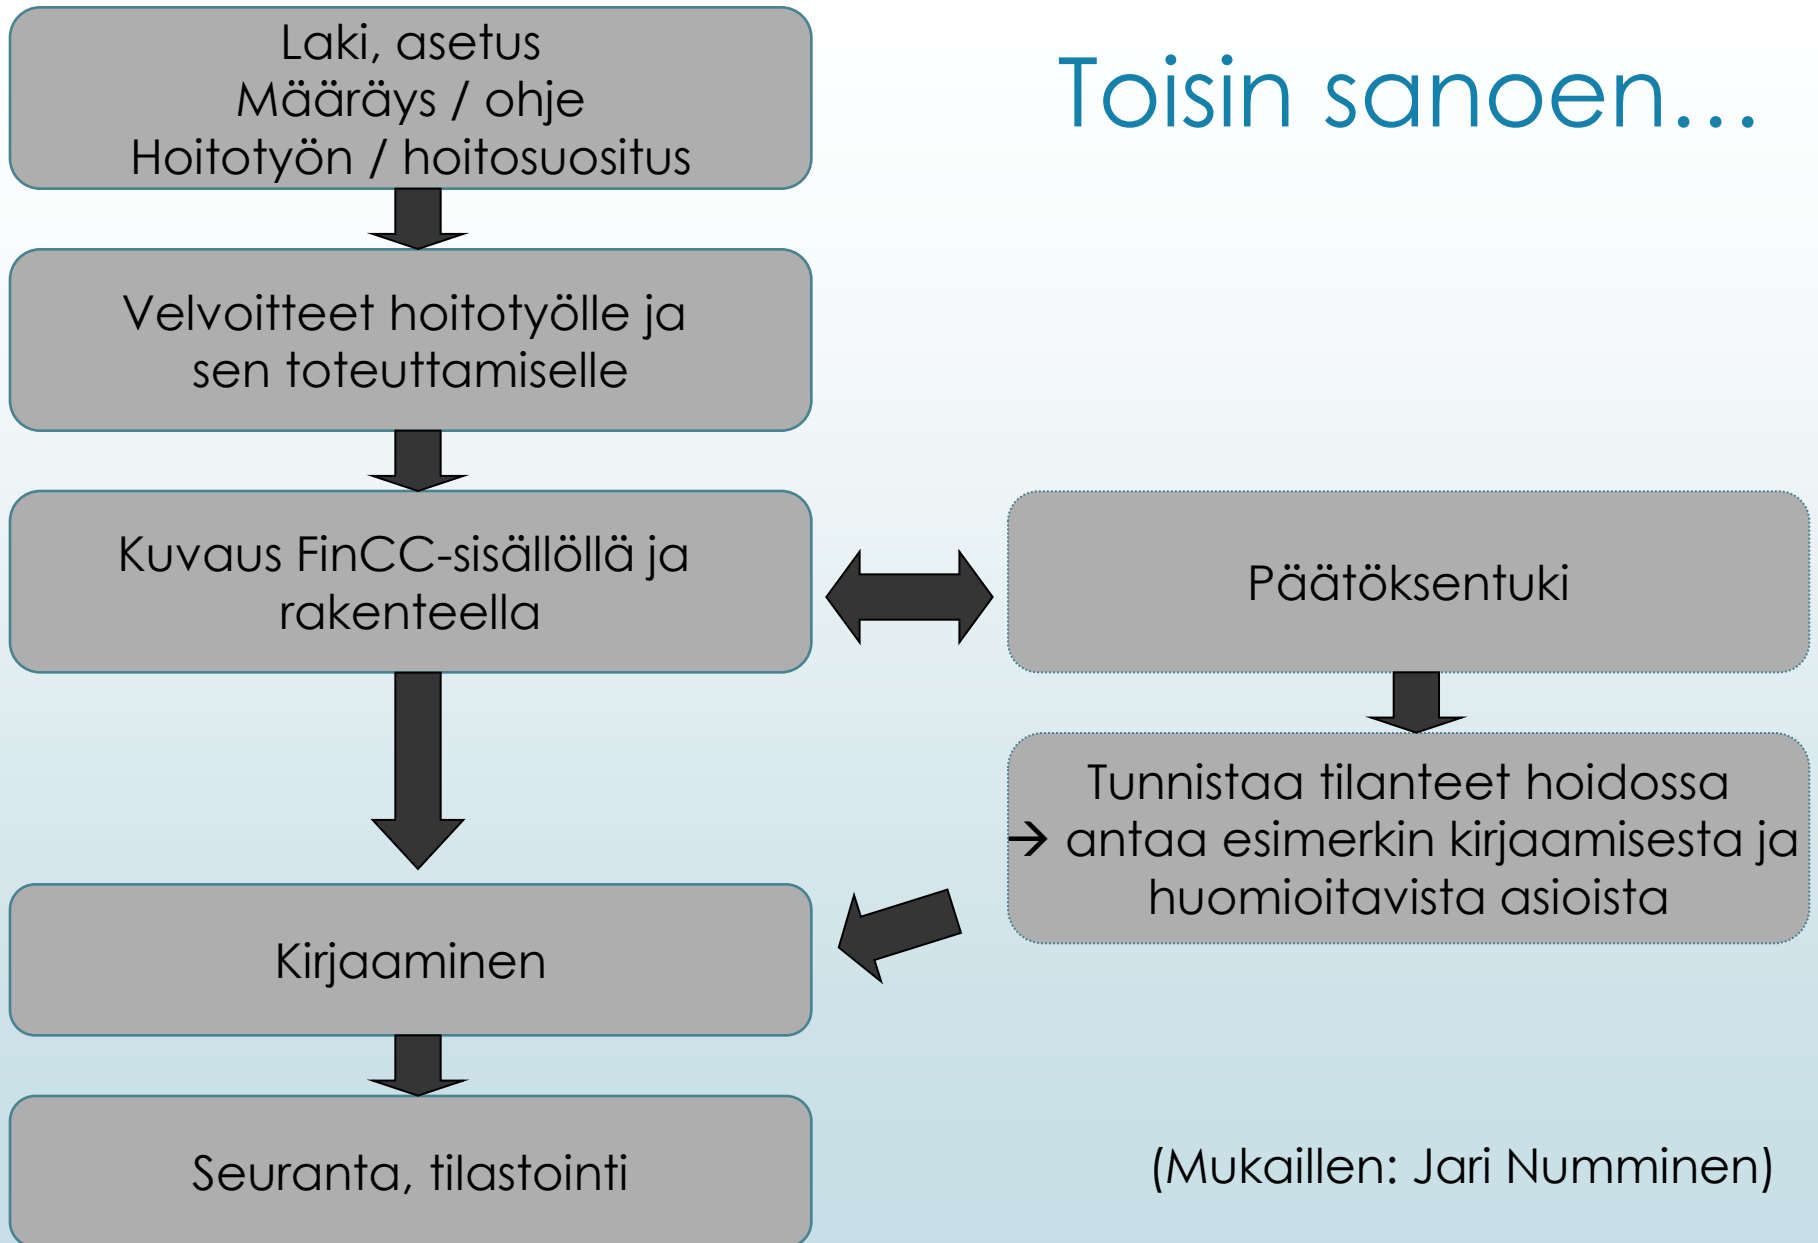 Toisin sanoen...
Laki, asetus
Määräys / ohje
Hoitotyön / hoitosuositus
Velvoitteet hoitotyölle ja
sen toteuttamiselle
Kuvaus FinCC-sisällöllä ja
rakenteella
Päätöksentuki
Tunnistaa tilanteet hoidossa
→ antaa esimerkin kirjaamisesta ja
huomioitavista asioista
Kirjaaminen
Seuranta, tilastointi
(Mukaillen: Jari Numminen)